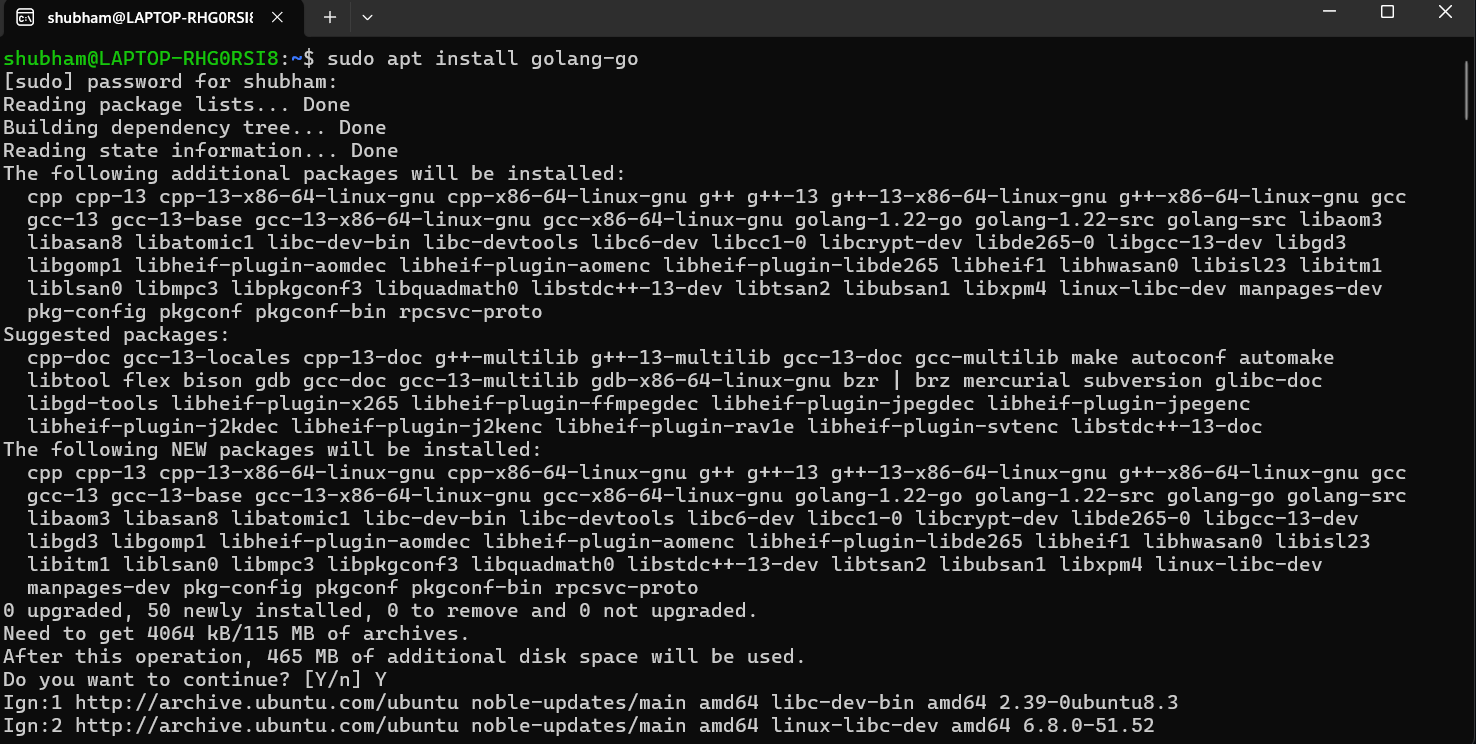 shubham@LAPTOP-RHG0RSI8
shubham@LAPTOP-RHG0RSI8:~$ sudo apt install golang-go
[sudo] password for shubham:
Reading package lists... Done
Building dependency tree... Done
Reading state information... Done
The following additional packages will be installed:
  cpp cpp-13 cpp-13-x86-64-linux-gnu cpp-x86-64-linux-gnu g++ g++-13 g++-13-x86-64-linux-gnu g++-x86-64-linux-gnu gcc
  gcc-13 gcc-13-base gcc-13-x86-64-linux-gnu gcc-x86-64-linux-gnu golang-1.22-go golang-1.22-src golang-src libaom3
  libasan8 libatomic1 libc-dev-bin libc-devtools libc6-dev libcc1-0 libcrypt-dev libde265-0 libgcc-13-dev libgd3
  libgomp1 libheif-plugin-aomdec libheif-plugin-aomenc libheif-plugin-libde265 libheif1 libhwasan0 libisl23 libitm1
  liblsan0 libmpc3 libpkgconf3 libquadmath0 libstdc++-13-dev libtsan2 libubsan1 libxpm4 linux-libc-dev manpages-dev
  pkg-config pkgconf pkgconf-bin rpcsvc-proto
Suggested packages:
  cpp-doc gcc-13-locales cpp-13-doc g++-multilib g++-13-multilib gcc-13-doc gcc-multilib make autoconf automake
  libtool flex bison gdb gcc-doc gcc-13-multilib gdb-x86-64-linux-gnu bzr | brz mercurial subversion glibc-doc
  libgd-tools libheif-plugin-x265 libheif-plugin-ffmpegdec libheif-plugin-jpegdec libheif-plugin-jpegenc
  libheif-plugin-j2kdec libheif-plugin-j2kenc libheif-plugin-rav1e libheif-plugin-svtenc libstdc++-13-doc
The following NEW packages will be installed:
  cpp cpp-13 cpp-13-x86-64-linux-gnu cpp-x86-64-linux-gnu g++ g++-13 g++-13-x86-64-linux-gnu g++-x86-64-linux-gnu gcc
  gcc-13 gcc-13-base gcc-13-x86-64-linux-gnu gcc-x86-64-linux-gnu golang-1.22-go golang-1.22-src golang-go golang-src
  libaom3 libasan8 libatomic1 libc-dev-bin libc-devtools libc6-dev libcc1-0 libcrypt-dev libde265-0 libgcc-13-dev
  libgd3 libgomp1 libheif-plugin-aomdec libheif-plugin-aomenc libheif-plugin-libde265 libheif1 libhwasan0 libisl23
  libitm1 liblsan0 libmpc3 libpkgconf3 libquadmath0 libstdc++-13-dev libtsan2 libubsan1 libxpm4 linux-libc-dev
  manpages-dev pkg-config pkgconf pkgconf-bin rpcsvc-proto
0 upgraded, 50 newly installed, 0 to remove and 0 not upgraded.
Need to get 4064 kB/115 MB of archives.
After this operation, 465 MB of additional disk space will be used.
Do you want to continue? [Y/n] Y
Ign:1 http://archive.ubuntu.com/ubuntu noble-updates/main amd64 libc-dev-bin amd64 2.39-0ubuntu8.3
Ign:2 http://archive.ubuntu.com/ubuntu noble-updates/main amd64 linux-libc-dev amd64 6.8.0-51.52